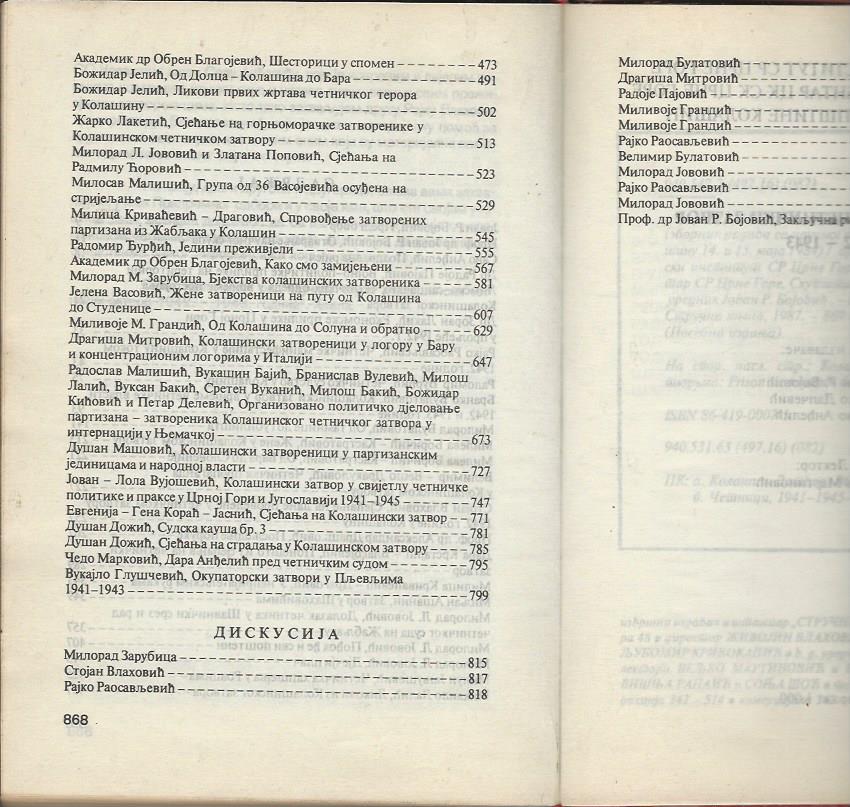 Академик др Обрен Благојевић, Шесторици у спомен – – – – – – – – 473
Божидар Јелић, Од Долца – Колашина до Бара – – – – – – – – – – – – 491
Божидар Јелић, Ликови првих жртава четничког терора
у Колашину – – – – – – – – – – – – – – – – – – – – – – – – – – – – – – – – 502
Жарко Лакетић, Сјећање на горњоморачке затворенике у
Колашинском четничком затвору – – – – – – – – – – – – – – – – – – – – 513
Милорад Л. Јововић и Златана Поповић, Сјећања на
Радмилу Ћоровић – – – – – – – – – – – – – – – – – – – – – – – – – – – – – 523
Милосав Малишић, Група од 36 Васојевића осуђена на
стријељање – – – – – – – – – – – – – – – – – – – – – – – – – – – – – – – – 529
Милица Криваћевић – Драговић, Спровођење затворених
партизана из Жабљака у Колашин – – – – – – – – – – – – – – – – – – – – 545
Радомир Ђурђић, Једини преживјели – – – – – – – – – – – – – – – – – – 555
Академик др Обрен Благојевић, Како смо замијењени – – – – – – – – 567
Милорад М. Зарубица, Бјекства колашинских затвореника – – – – – 581
Јелена Васовић, Жене затвореници на путу од Колашина
до Студенице – – – – – – – – – – – – – – – – – – – – – – – – – – – – – – – 607
Миливоје М. Грандић, Од Колашина до Солуна и обратно – – – – – 629
Драгиша Митровић, Колашински затвореници у логору у Бару
и концентрационим логорима у Италији – – – – – – – – – – – – – – – – 647
Радослав Малишић, Вукашин Бајић, Бранислав Вулевић, Милош
Лалић, Вуксан Бакић, Сретен Вуканић, Милош Бакић, Божидар
Кићовић и Петар Делевић, Организовано политичко дјеловање
партизана – затвореника Колашинског четничког затвора у
интернацији у Њемачкој – – – – – – – – – – – – – – – – – – – – – – – – – 673
Душан Машовић, Колашински затвореници у партизанским
јединицама и народној власти – – – – – – – – – – – – – – – – – – – – – – 727
Јован – Лола Вујошевић, Колашински затвор у свијетлу четничке
политике и праксе у Црној Гори и Југославији 1941–1945 – – – – – – 747
Евгенија – Гена Кораћ – Јаснић, Сјећања на Колашински затвор – – 771
Душан Дожић, Судска кауша бр. 3 – – – – – – – – – – – – – – – – – – – – 781
Душан Дожић, Сјећања на страдања у Колашинском затвору – – – – 785
Чедо Марковић, Дара Анђелић пред четничким судом – – – – – – – – 795
Вукајло Глушчевић, Окупаторски затвори у Пљевљима
1941–1943 – – – – – – – – – – – – – – – – – – – – – – – – – – – – – – – – – 799
ДИСКУСИЈА
Милорад Зарубица – – – – – – – – – – – – – – – – – – – – – – – – – – – – – 815
Стојан Влаховић – – – – – – – – – – – – – – – – – – – – – – – – – – – – – – 817
Рајко Раосављевић – – – – – – – – – – – – – – – – – – – – – – – – – – – – – 818
868
Милорад Булатовић – – – – – – – –
Драгиша Митровић – – – – – – – –
Радоје Пајовић – – – – – – – – – –
Миливоје Грандић – – – – – – – – –
Миливоје Грандић – – – – – – – – –
Рајко Раосављевић – – – – – – – – –
Велимир Булатовић – – – – – – – –
Милорад Јововић – – – – – – – – –
Рајко Раосављевић – – – – – – – – –
Милорад Јововић – – – – – – – – –
Проф. др Јован Р. Бојовић, Закључна